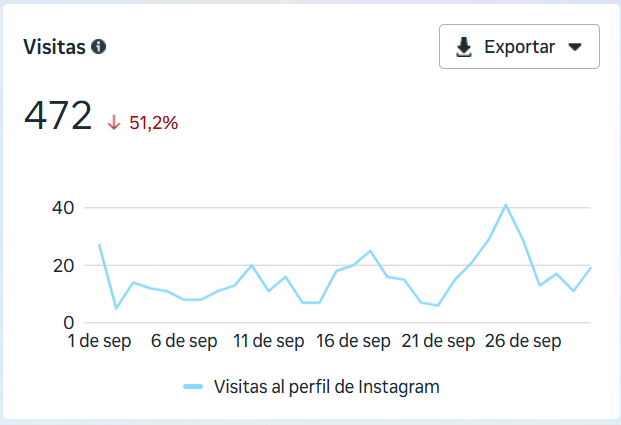 Visitas
Exportar
472 ↓ 51,2%
40
20
0
1 de sep 6 de sep 11 de sep 16 de sep 21 de sep 26 de sep
Visitas al perfil de Instagram